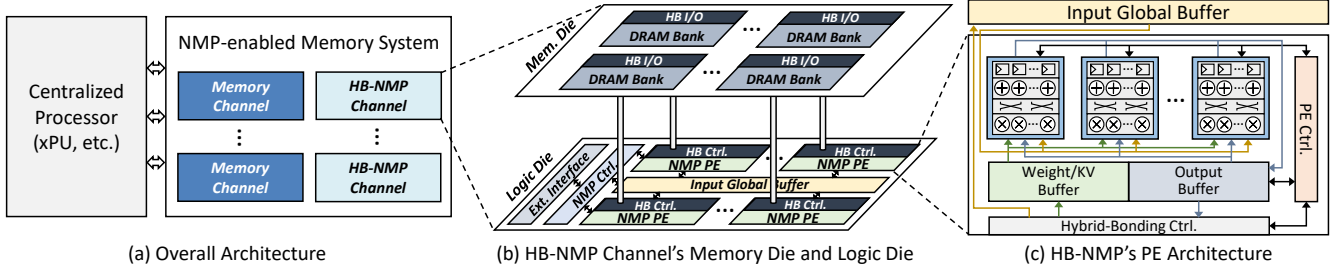 Centralized
Processor
(xPU, etc.)
NMP-enabled Memory System
Memory
Channel
HB-NMP
Channel
Memory
Channel
HB-NMP
Channel
(a) Overall Architecture
Mem. Die
HB I/O
DRAM Bank
HB I/O
DRAM Bank
HB I/O
DRAM Bank
HB I/O
DRAM Bank
Logic Die
Ext. Interface
NMP Ctrl.
HB Ctrl.
NMP PE
HB Ctrl.
NMP PE
Input Global Buffer
HB Ctrl.
NMP PE
HB Ctrl.
NMP PE
(b) HB-NMP Channel's Memory Die and Logic Die
Input Global Buffer
PE Ctrl.
Weight/KV
Buffer
Output
Buffer
Hybrid-Bonding Ctrl.
(c) HB-NMP's PE Architecture